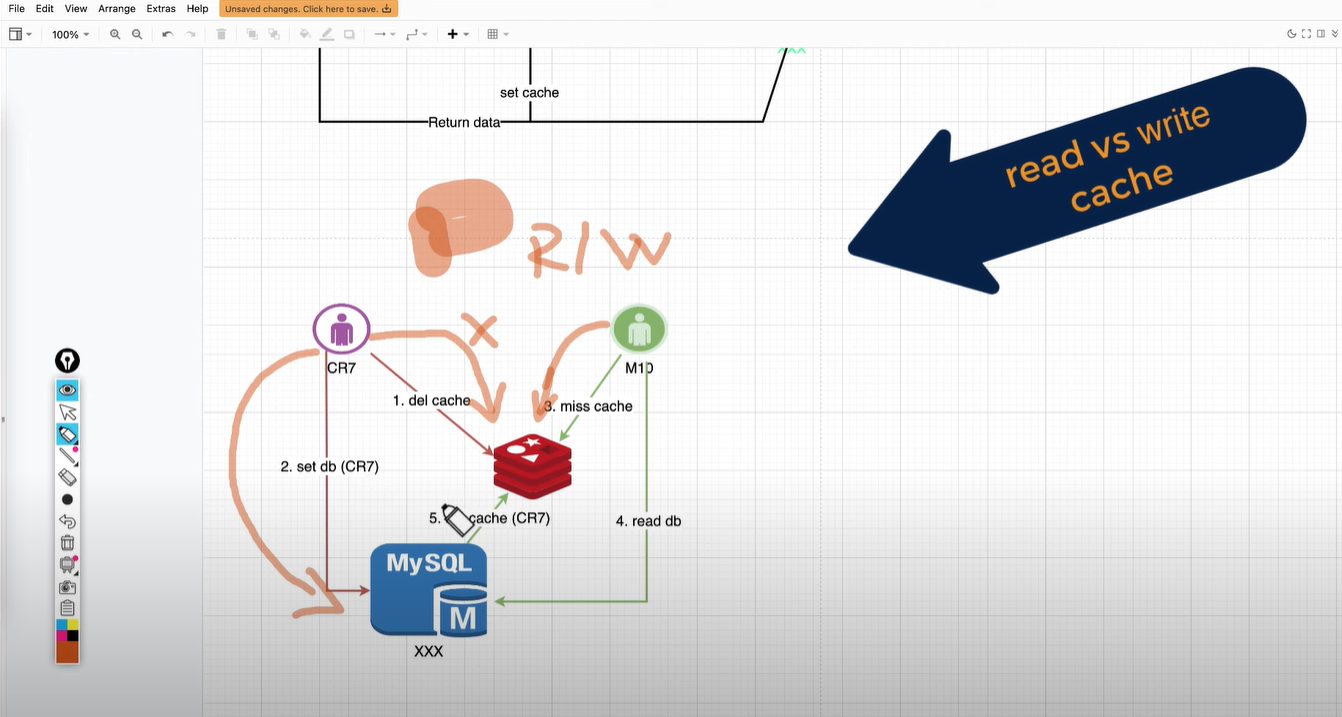 File Edit View Arrange Extras Help Unsaved changes. Click here to save.
100%
set cache
Return data
read vs write
cache
R/W
X
CR7
M10
1. del cache
3. miss cache
2. set db (CR7)
5. cache (CR7)
4. read db
MySQL
M
XXX